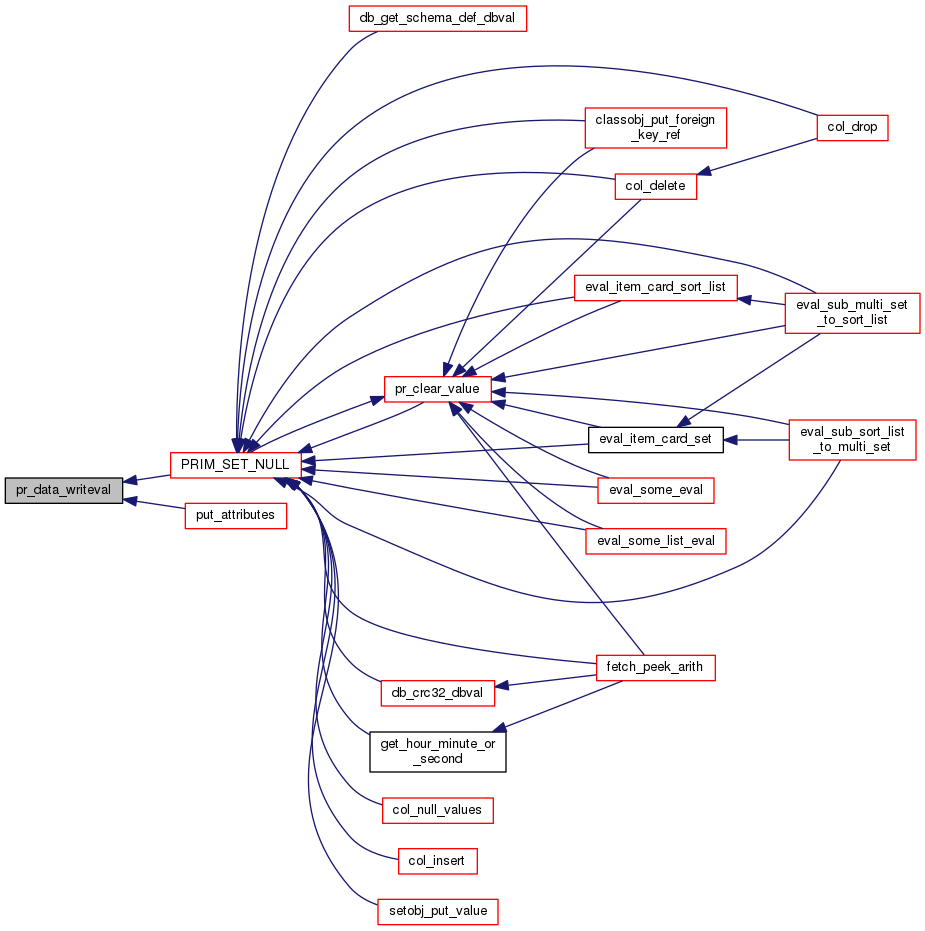 db_get_schema_def_dbval
col_drop
classobj_put_foreign
_key_ref
col_delete
eval_item_card_sort_list
eval_sub_multi_set
_to_sort_list
pr_clear_value
eval_item_card_set
eval_sub_sort_list
_to_multi_set
PRIM_SET_NULL
pr_data_writeval
eval_some_eval
put_attributes
eval_some_list_eval
fetch_peek_arith
db_crc32_dbval
get_hour_minute_or
_second
col_null_values
col_insert
setobj_put_value